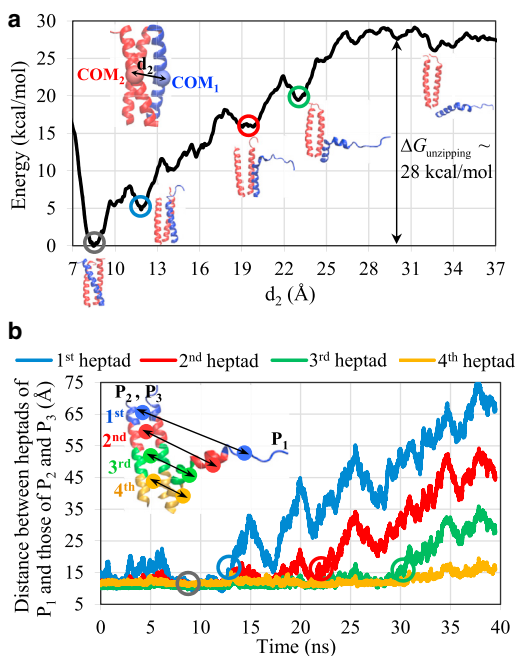 a
Energy (kcal/mol)
30
25
20
15
10
5
0
COM₂
d₂
COM₁
ΔG_unzipping ~
28 kcal/mol
7 10 13 16 19 22 25 28 31 34 37
d₂ (Å)
b
1st heptad 2nd heptad 3rd heptad 4th heptad
Distance between heptads of
P₁ and those of P₂ and P₃ (Å)
75
65
55
45
35
25
15
5
P₂ , P₃
1st
2nd
3rd
4th
P₁
0 5 10 15 20 25 30 35 40
Time (ns)